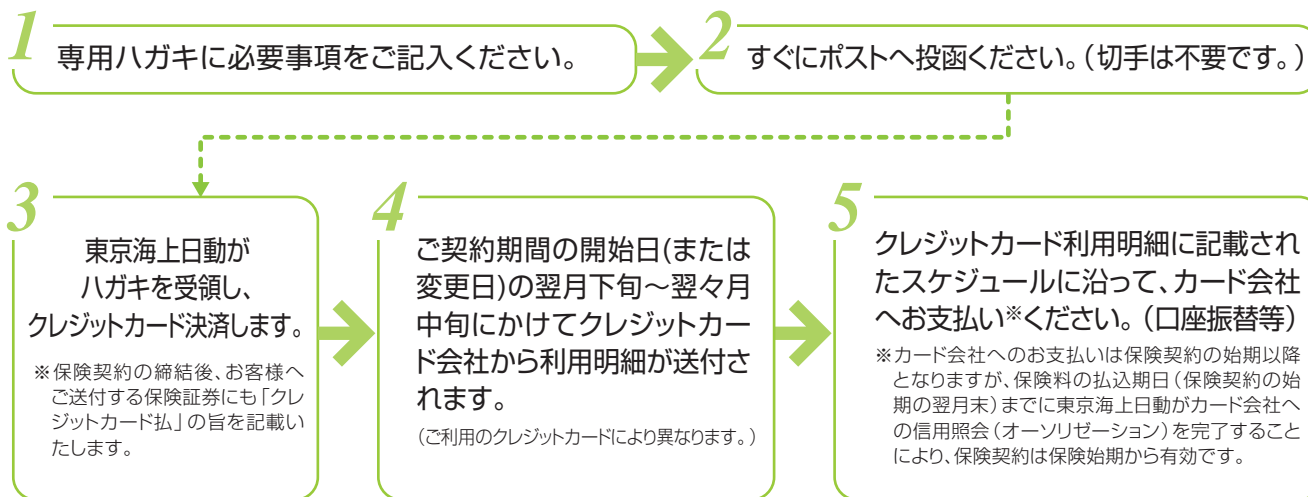 1
専用ハガキに必要事項をご記入ください。
2
すぐにポストへ投函ください。(切手は不要です。)
3
東京海上日動が
ハガキを受領し、
クレジットカード決済します。
※保険契約の締結後、お客様へ
ご送付する保険証券にも「クレ
ジットカード払」の旨を記載い
たします。
4
ご契約期間の開始日(または
変更日)の翌月下旬〜翌々月
中旬にかけてクレジットカー
ド会社から利用明細が送付さ
れます。
(ご利用のクレジットカードにより異なります。)
5
クレジットカード利用明細に記載され
たスケジュールに沿って、カード会社
へお支払い※ください。(口座振替等)
※カード会社へのお支払いは保険契約の始期以降
となりますが、保険料の払込期日(保険契約の始
期の翌月末)までに東京海上日動がカード会社へ
の信用照会(オーソリゼーション)を完了すること
により、保険契約は保険始期から有効です。